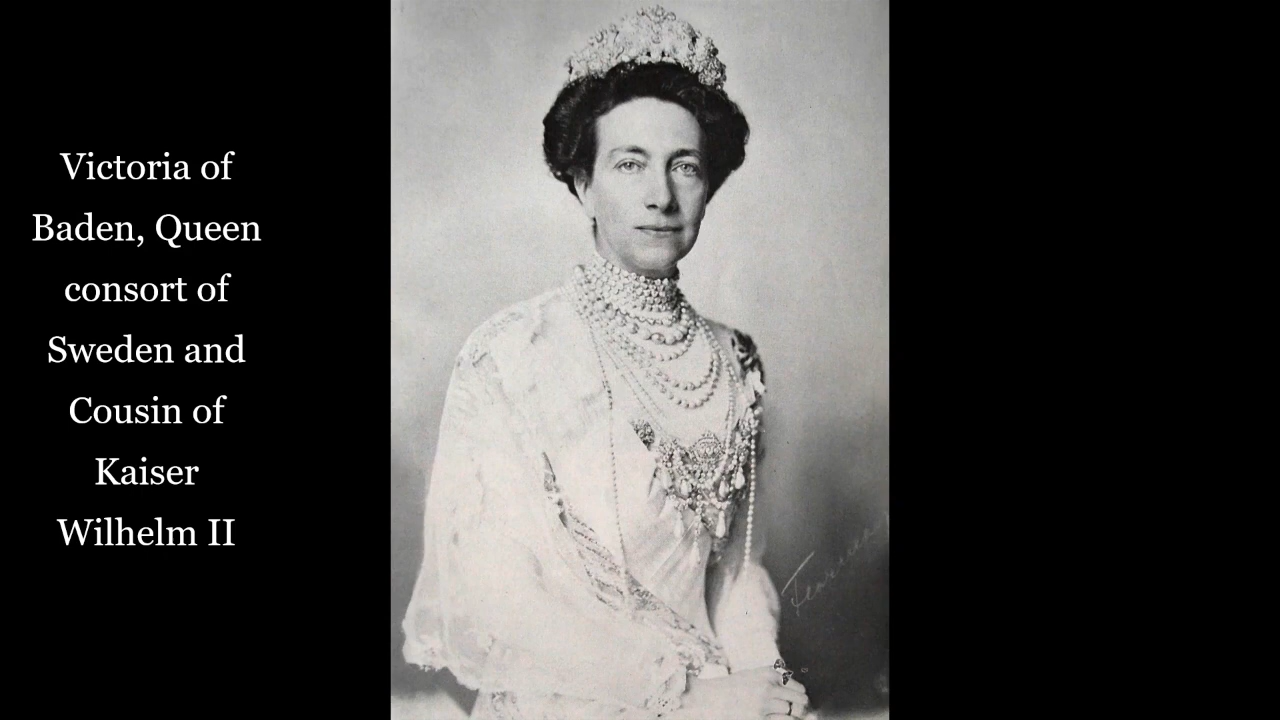 Victoria of
Baden, Queen
consort of
Sweden and
Cousin of
Kaiser
Wilhelm II